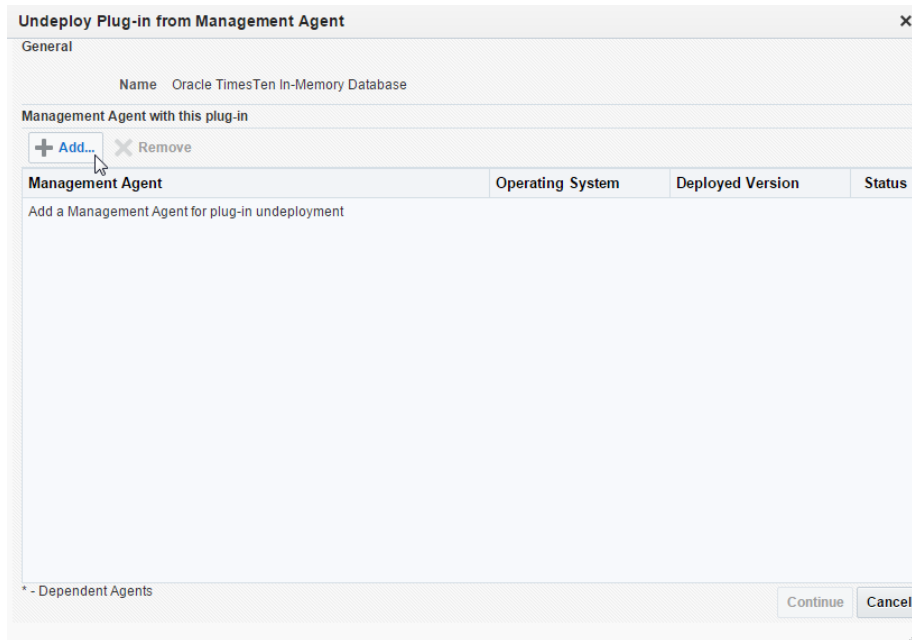 Undeploy Plug-in from Management Agent
General
Name Oracle TimesTen In-Memory Database
Management Agent with this plug-in
Add... Remove
Management Agent Operating System Deployed Version Status
Add a Management Agent for plug-in undeployment
* - Dependent Agents
Continue Cancel